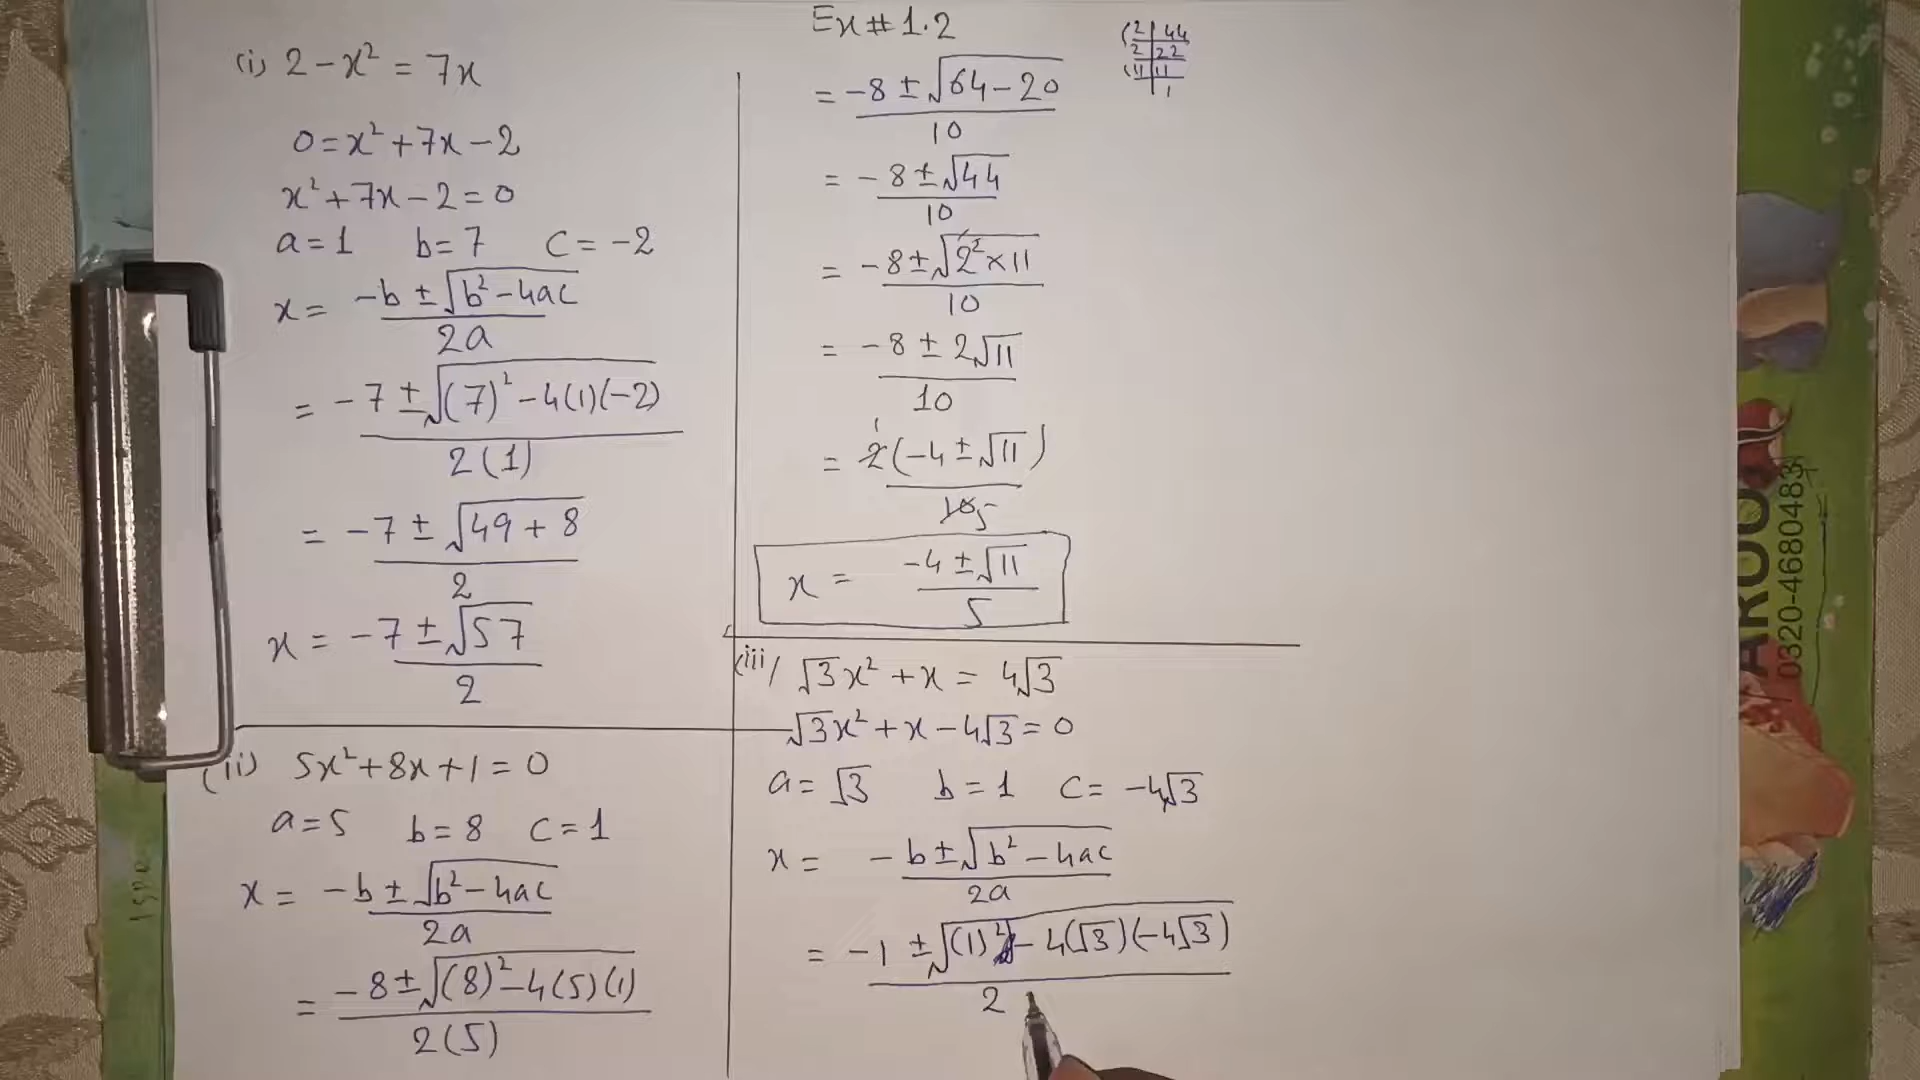 (i) 2 - x² = 7x
0 = x² + 7x - 2
x² + 7x - 2 = 0
a = 1 b = 7 c = -2
x = (-b ± √(b² - 4ac)) / 2a
= (-7 ± √((7)² - 4(1)(-2))) / 2(1)
= (-7 ± √(49 + 8)) / 2
x = (-7 ± √57) / 2
(ii) 5x² + 8x + 1 = 0
a = 5 b = 8 c = 1
x = (-b ± √(b² - 4ac)) / 2a
= (-8 ± √((8)² - 4(5)(1))) / 2(5)
Ex # 1.2
= (-8 ± √(64 - 20)) / 10
= (-8 ± √44) / 10
= (-8 ± √(2² × 11)) / 10
= (-8 ± 2√11) / 10
= 2(-4 ± √11) / 10 1 5
x = (-4 ± √11) / 5
2 | 44
2 | 22
11 | 11
1
(iii) √3x² + x = 4√3
√3x² + x - 4√3 = 0
a = √3 b = 1 c = -4√3
x = (-b ± √(b² - 4ac)) / 2a
= (-1 ± √((1)² - 4(√3)(-4√3))) / 2
0320-4680483